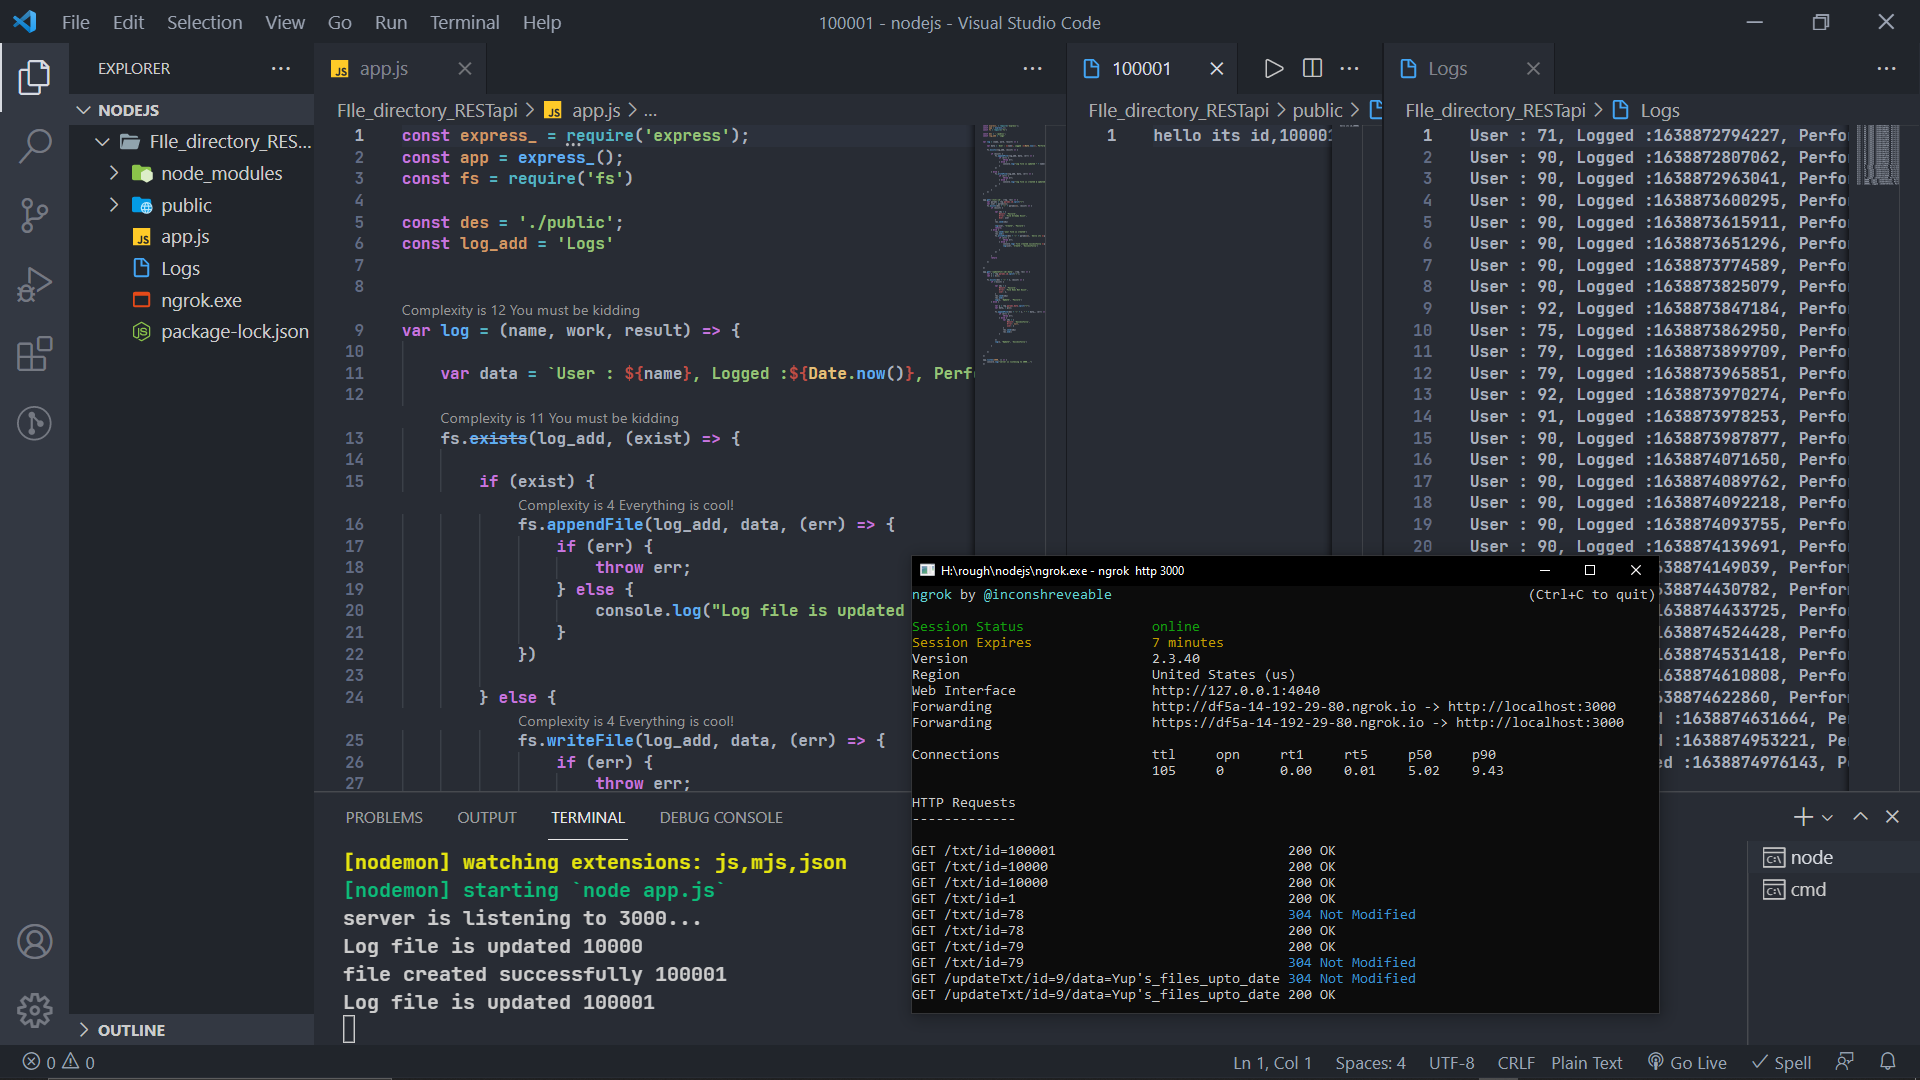 File Edit Selection View Go Run Terminal Help
100001 - nodejs - Visual Studio Code
EXPLORER
NODEJS
FIle_directory_RES...
node_modules
public
app.js
Logs
ngrok.exe
package-lock.json
OUTLINE
app.js
FIle_directory_RESTapi > app.js > ...
1 const express_ = require('express');
2 const app = express_();
3 const fs = require('fs')
4
5 const des = './public';
6 const log_add = 'Logs'
7
8
Complexity is 12 You must be kidding
9 var log = (name, work, result) => {
10
11 var data = `User : ${name}, Logged :${Date.now()}, Perf
12
Complexity is 11 You must be kidding
13 fs.exists(log_add, (exist) => {
14
15 if (exist) {
Complexity is 4 Everything is cool!
16 fs.appendFile(log_add, data, (err) => {
17 if (err) {
18 throw err;
19 } else {
20 console.log("Log file is updated
21 }
22 })
23
24 } else {
Complexity is 4 Everything is cool!
25 fs.writeFile(log_add, data, (err) => {
26 if (err) {
27 throw err;
100001
FIle_directory_RESTapi > public >
1 hello its id,100001
Logs
FIle_directory_RESTapi > Logs
1 User : 71, Logged :1638872794227, Perfo
2 User : 90, Logged :1638872807062, Perfo
3 User : 90, Logged :1638872963041, Perfo
4 User : 90, Logged :1638873600295, Perfo
5 User : 90, Logged :1638873615911, Perfo
6 User : 90, Logged :1638873651296, Perfo
7 User : 90, Logged :1638873774589, Perfo
8 User : 90, Logged :1638873825079, Perfo
9 User : 92, Logged :1638873847184, Perfo
10 User : 75, Logged :1638873862950, Perfo
11 User : 79, Logged :1638873899709, Perfo
12 User : 79, Logged :1638873965851, Perfo
13 User : 92, Logged :1638873970274, Perfo
14 User : 91, Logged :1638873978253, Perfo
15 User : 90, Logged :1638873987877, Perfo
16 User : 90, Logged :1638874071650, Perfo
17 User : 90, Logged :1638874089762, Perfo
18 User : 90, Logged :1638874092218, Perfo
19 User : 90, Logged :1638874093755, Perfo
20 User : 90, Logged :1638874139691, Perfo
638874149039, Perfo
638874430782, Perfo
638874433725, Perfo
638874524428, Perfo
638874531418, Perfo
638874610808, Perfo
38874622860, Perfor
:1638874631664, Per
:1638874953221, Pe
ed :1638874976143, P
H:\rough\nodejs\ngrok.exe - ngrok http 3000
ngrok by @inconshreveable (Ctrl+C to quit)
Session Status online
Session Expires 7 minutes
Version 2.3.40
Region United States (us)
Web Interface http://127.0.0.1:4040
Forwarding http://df5a-14-192-29-80.ngrok.io -> http://localhost:3000
Forwarding https://df5a-14-192-29-80.ngrok.io -> http://localhost:3000
Connections ttl opn rt1 rt5 p50 p90
105 0 0.00 0.01 5.02 9.43
HTTP Requests
-------------
GET /txt/id=100001 200 OK
GET /txt/id=10000 200 OK
GET /txt/id=10000 200 OK
GET /txt/id=1 200 OK
GET /txt/id=78 304 Not Modified
GET /txt/id=78 200 OK
GET /txt/id=79 200 OK
GET /txt/id=79 304 Not Modified
GET /updateTxt/id=9/data=Yup's_files_upto_date 304 Not Modified
GET /updateTxt/id=9/data=Yup's_files_upto_date 200 OK
PROBLEMS OUTPUT TERMINAL DEBUG CONSOLE
[nodemon] watching extensions: js,mjs,json
[nodemon] starting `node app.js`
server is listening to 3000...
Log file is updated 10000
file created successfully 100001
Log file is updated 100001
node
cmd
0 0
Ln 1, Col 1 Spaces: 4 UTF-8 CRLF Plain Text Go Live Spell